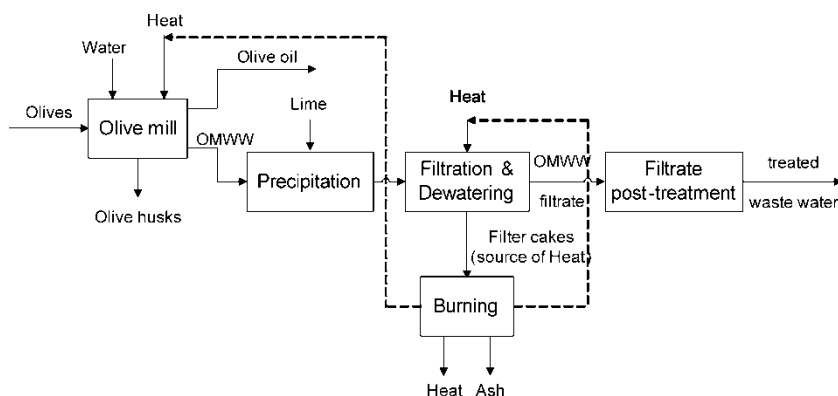 Heat
Water
Olive oil
Olives
Olive mill
Lime
OMWW
Olive husks
Precipitation
Heat
Filtration & Dewatering
OMWW
filtrate
Filtrate
post-treatment
treated
waste water
Filter cakes
(source of Heat)
Burning
Heat
Ash